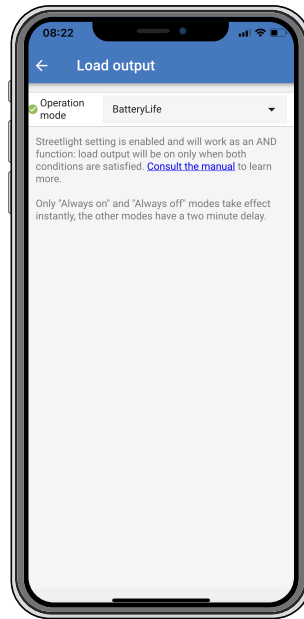 08:22
Load output
Operation
mode
BatteryLife
Streetlight setting is enabled and will work as an AND
function: load output will be on only when both
conditions are satisfied. Consult the manual to learn
more.
Only "Always on" and "Always off" modes take effect
instantly, the other modes have a two minute delay.